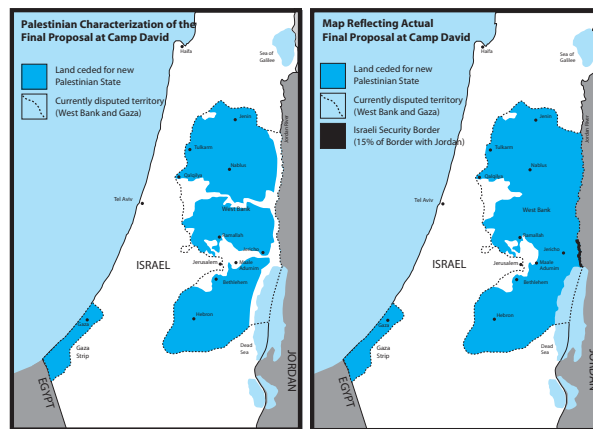 Palestinian Characterization of the
Final Proposal at Camp David
Haifa
Sea of
Galilee
Land ceded for new
Palestinian State
Currently disputed territory
(West Bank and Gaza)
Jenin
Jordan River
Tulkarm
Nablus
Qalqilya
Tel Aviv
West Bank
Ramallah
Jericho
ISRAEL
Jerusalem
Maale
Adumim
Bethlehem
Hebron
Gaza
Gaza
Strip
Dead
Sea
EGYPT
JORDAN
Map Reflecting Actual
Final Proposal at Camp David
Haifa
Sea of
Galilee
Land ceded for new
Palestinian State
Currently disputed territory
(West Bank and Gaza)
Israeli Security Border
(15% of Border with Jordan)
Jenin
Jordan River
Tulkarm
Nablus
Qalqilya
Tel Aviv
West Bank
Ramallah
Jericho
ISRAEL
Jerusalem
Maale
Adumim
Bethlehem
Hebron
Gaza
Gaza
Strip
Dead
Sea
EGYPT
JORDAN